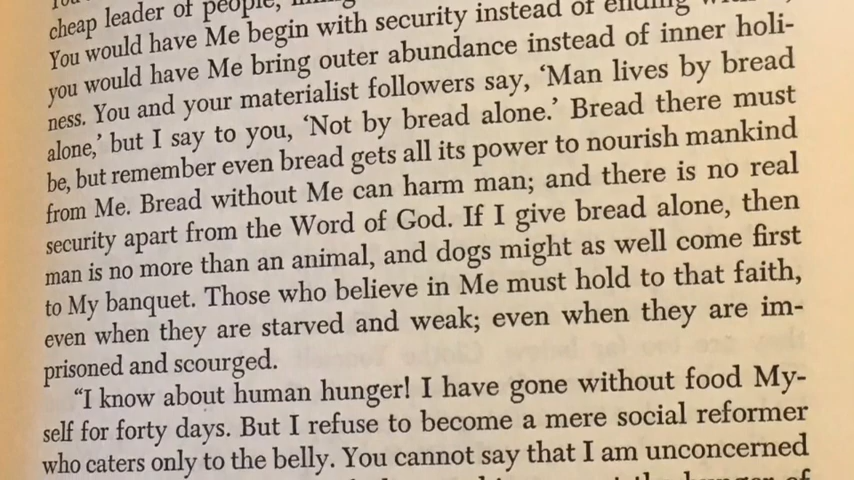 cheap leader of people,
You would have Me begin with security instead of ending
you would have Me bring outer abundance instead of inner holi-
ness. You and your materialist followers say, ‘Man lives by bread
alone,’ but I say to you, ‘Not by bread alone.’ Bread there must
be, but remember even bread gets all its power to nourish mankind
from Me. Bread without Me can harm man; and there is no real
security apart from the Word of God. If I give bread alone, then
man is no more than an animal, and dogs might as well come first
to My banquet. Those who believe in Me must hold to that faith,
even when they are starved and weak; even when they are im-
prisoned and scourged.
“I know about human hunger! I have gone without food My-
self for forty days. But I refuse to become a mere social reformer
who caters only to the belly. You cannot say that I am unconcerned
the hunger of